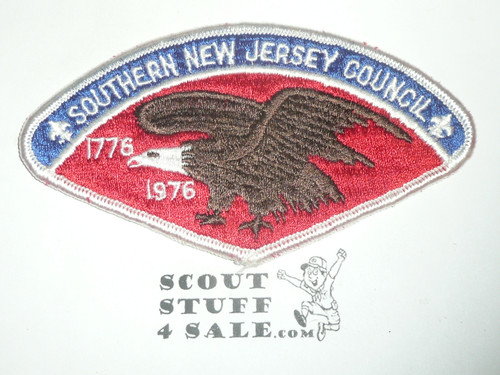 SOUTHERN NEW JERSEY COUNCIL
1776
1976
SCOUT
STUFF
4 SALE.COM